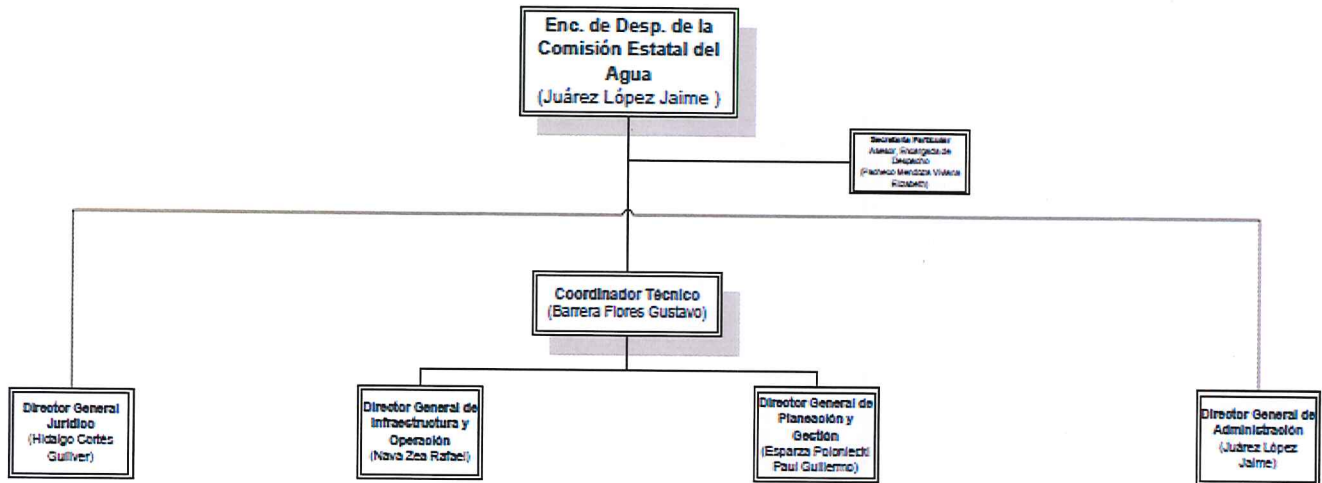 Enc. de Desp. de la
Comisión Estatal del
Agua
(Juárez López Jaime )
Secretaria Particular
Asesor, Encargada de
Despacho
(Pacheco Mendoza Viviana
Elizabeth)
Coordinador Técnico
(Barrera Flores Gustavo)
Director General
Jurídico
(Hidalgo Cortés
Gulliver)
Director General de
Infraestructura y
Operación
(Nava Zea Rafael)
Director General de
Planeación y
Gestión
(Esparza Poloniecki
Paul Guillermo)
Director General de
Administración
(Juárez López
Jaime)